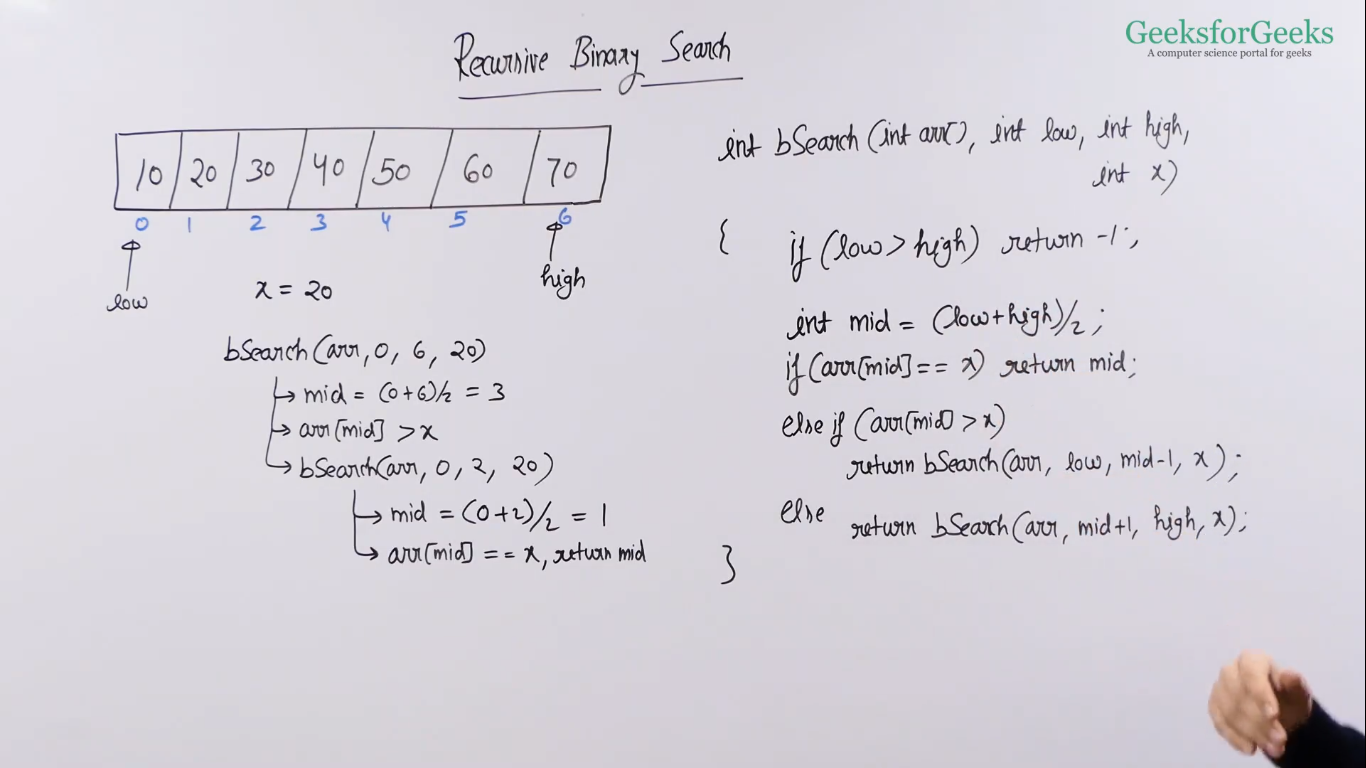 GeeksforGeeks
A computer science portal for geeks
Recursive Binary Search
10 20 30 40 50 60 70
0 1 2 3 4 5 6
low
high
x = 20
bSearch(arr, 0, 6, 20)
↳ mid = (0+6)/2 = 3
↳ arr[mid] > x
↳ bSearch(arr, 0, 2, 20)
↳ mid = (0+2)/2 = 1
↳ arr[mid] == x, return mid
int bSearch(int arr[], int low, int high,
int x)
{ if (low > high) return -1;
int mid = (low+high)/2;
if(arr[mid] == x) return mid;
else if (arr[mid] > x)
return bSearch(arr, low, mid-1, x);
else return bSearch(arr, mid+1, high, x);
}